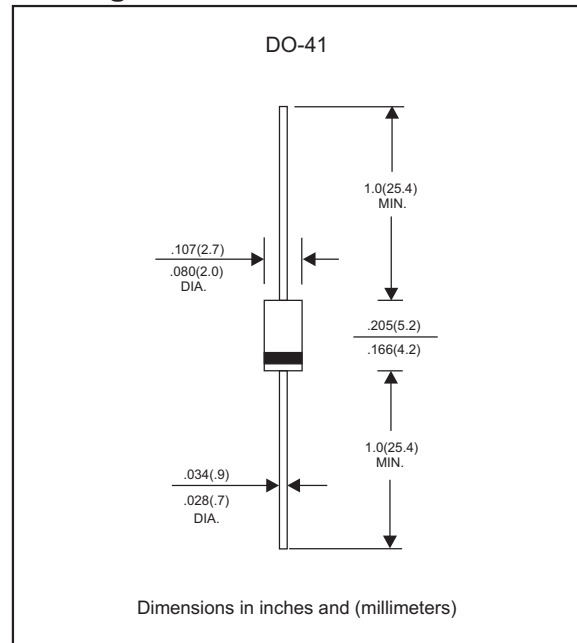 DO-41
1.0(25.4)
MIN.
.107(2.7)
.080(2.0)
DIA.
.205(5.2)
.166(4.2)
1.0(25.4)
MIN.
.034(.9)
.028(.7)
DIA.
Dimensions in inches and (millimeters)